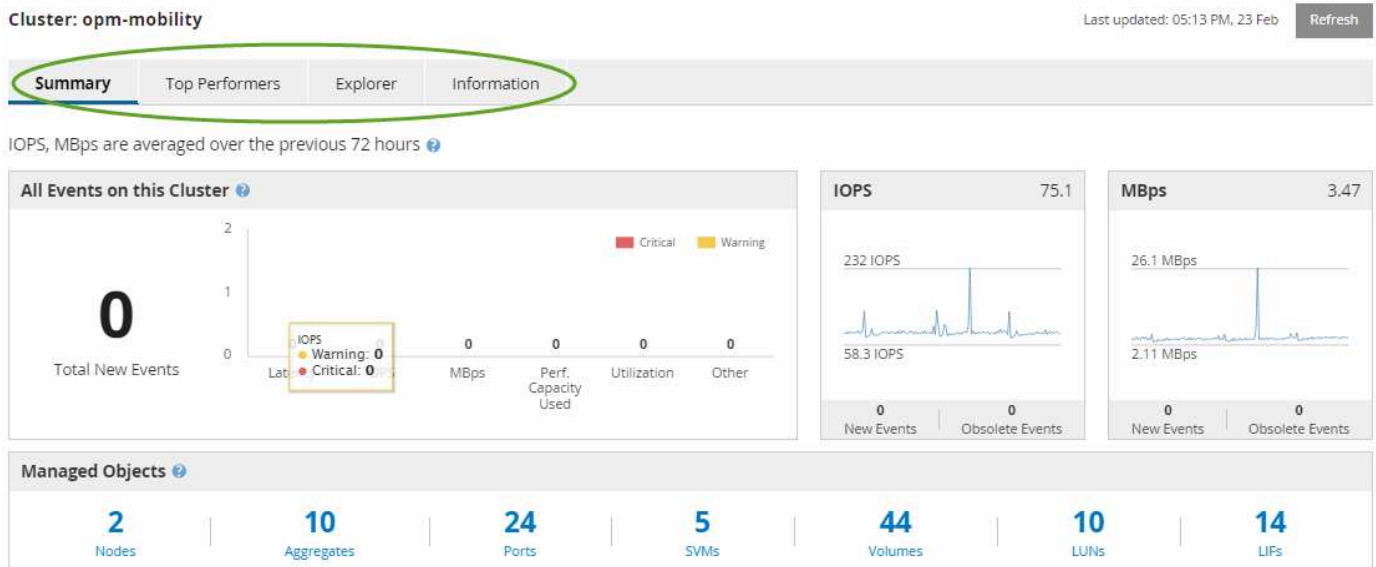 Cluster: opm-mobility
Last updated: 05:13 PM, 23 Feb
Refresh
Summary
Top Performers
Explorer
Information
IOPS, MBps are averaged over the previous 72 hours
All Events on this Cluster
0
Total New Events
2
1
0
Critical
Warning
IOPS
Warning: 0
Critical: 0
0
0
0
0
MBps
Perf.
Capacity
Used
Utilization
Other
IOPS
75.1
232 IOPS
58.3 IOPS
0
New Events
0
Obsolete Events
MBps
3.47
26.1 MBps
2.11 MBps
0
New Events
0
Obsolete Events
Managed Objects
2
Nodes
10
Aggregates
24
Ports
5
SVMs
44
Volumes
10
LUNs
14
LIFs